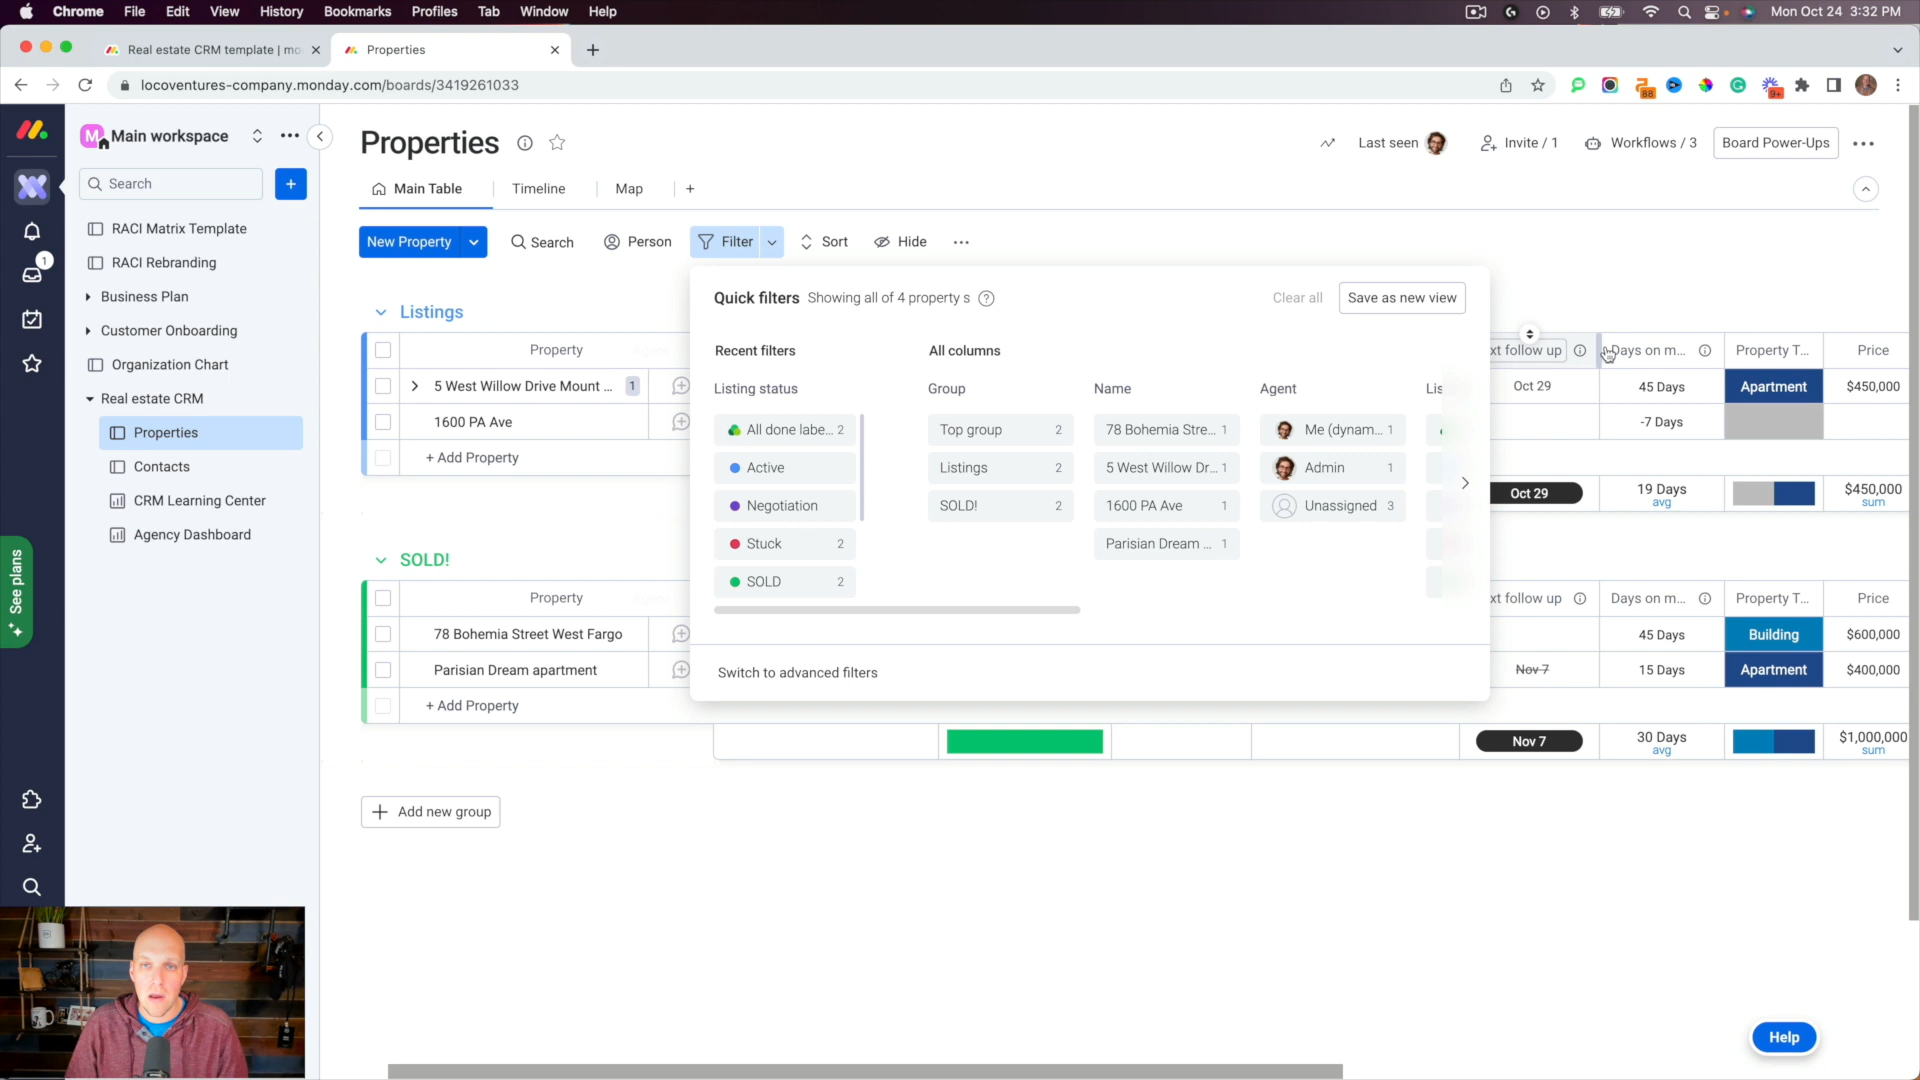 Chrome File Edit View History Bookmarks Profiles Tab Window Help Mon Oct 24 3:32 PM
Real estate CRM template | mo Properties
locoventures-company.monday.com/boards/3419261033 88 9+
M Main workspace
Search
RACI Matrix Template
RACI Rebranding
Business Plan
Customer Onboarding
Organization Chart
Real estate CRM
Properties
Contacts
CRM Learning Center
Agency Dashboard
1
See plans
Properties Last seen Invite / 1 Workflows / 3 Board Power-Ups
Main Table Timeline Map
New Property Search Person Filter Sort Hide
Quick filters Showing all of 4 property s Clear all Save as new view
Recent filters All columns
Listing status Group Name Agent Lis
All done labe... 2 Top group 2 78 Bohemia Stre... 1 Me (dynam... 1
Active Listings 2 5 West Willow Dr... 1 Admin 1
Negotiation SOLD! 2 1600 PA Ave 1 Unassigned 3
Stuck 2 Parisian Dream ... 1
SOLD 2
Switch to advanced filters
Listings
Property xt follow up Days on m... Property T... Price
5 West Willow Drive Mount ... 1 Oct 29 45 Days Apartment $450,000
1600 PA Ave -7 Days
+ Add Property
Oct 29 19 Days $450,000
avg sum
SOLD!
Property xt follow up Days on m... Property T... Price
78 Bohemia Street West Fargo 45 Days Building $600,000
Parisian Dream apartment Nov 7 15 Days Apartment $400,000
+ Add Property
Nov 7 30 Days $1,000,000
avg sum
Add new group
Help